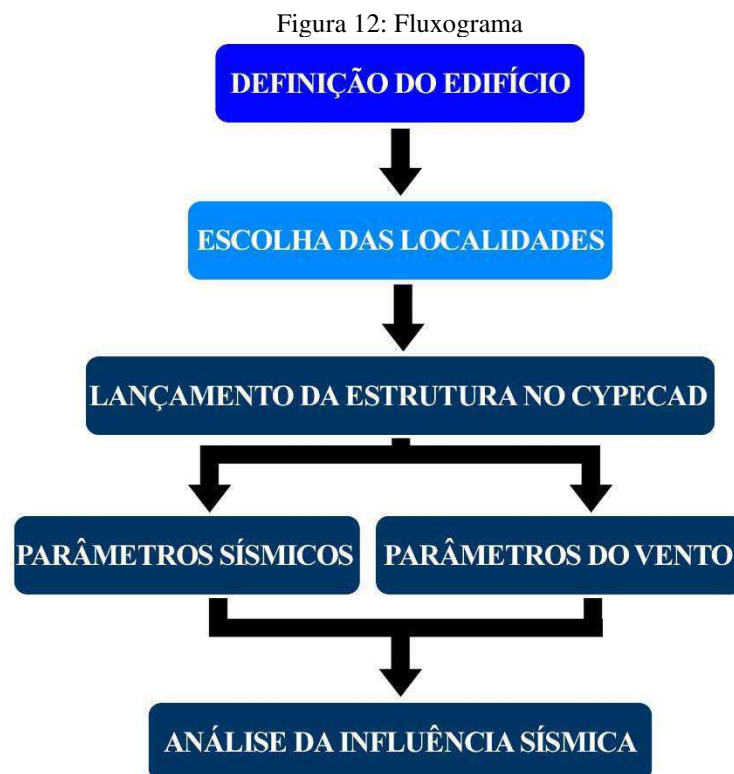 Figura 12: Fluxograma
DEFINIÇÃO DO EDIFÍCIO
ESCOLHA DAS LOCALIDADES
LANÇAMENTO DA ESTRUTURA NO CYPECAD
PARÂMETROS SÍSMICOS
PARÂMETROS DO VENTO
ANÁLISE DA INFLUÊNCIA SÍSMICA